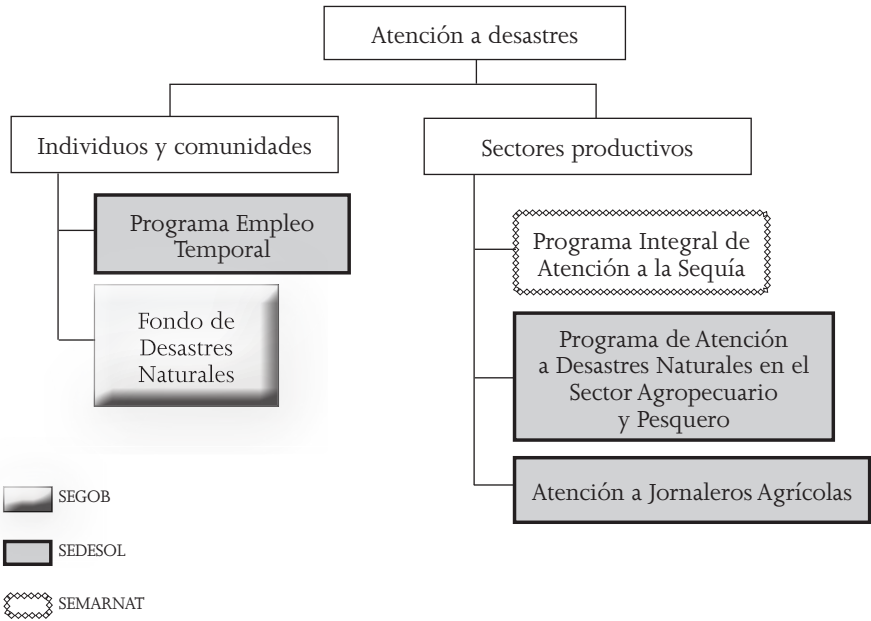 Atención a desastres
Individuos y comunidades
Programa Empleo
Temporal
Fondo de
Desastres
Naturales
Sectores productivos
Programa Integral de
Atención a la Sequía
Programa de Atención
a Desastres Naturales en el
Sector Agropecuario
y Pesquero
Atención a Jornaleros Agrícolas
SEGOB
SEDESOL
SEMARNAT